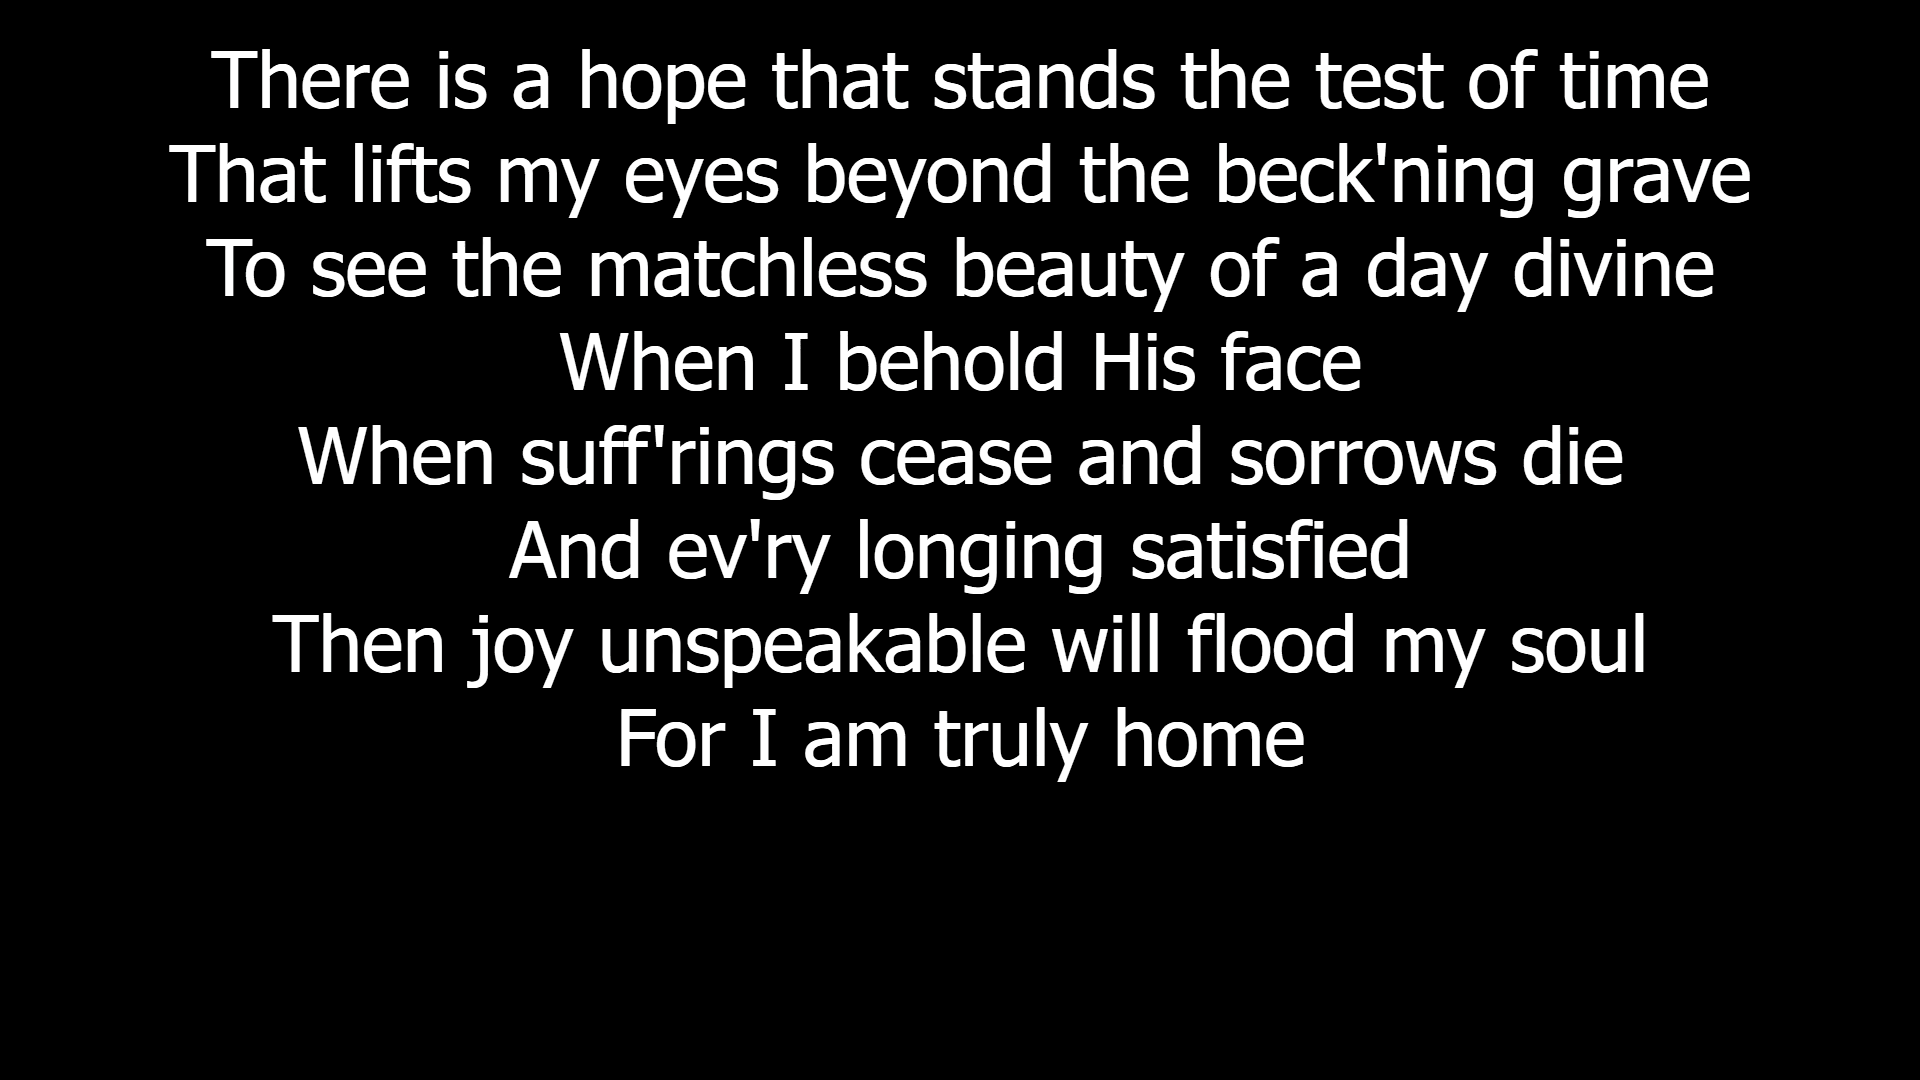 There is a hope that stands the test of time
That lifts my eyes beyond the beck'ning grave
To see the matchless beauty of a day divine
When I behold His face
When suff'rings cease and sorrows die
And ev'ry longing satisfied
Then joy unspeakable will flood my soul
For I am truly home